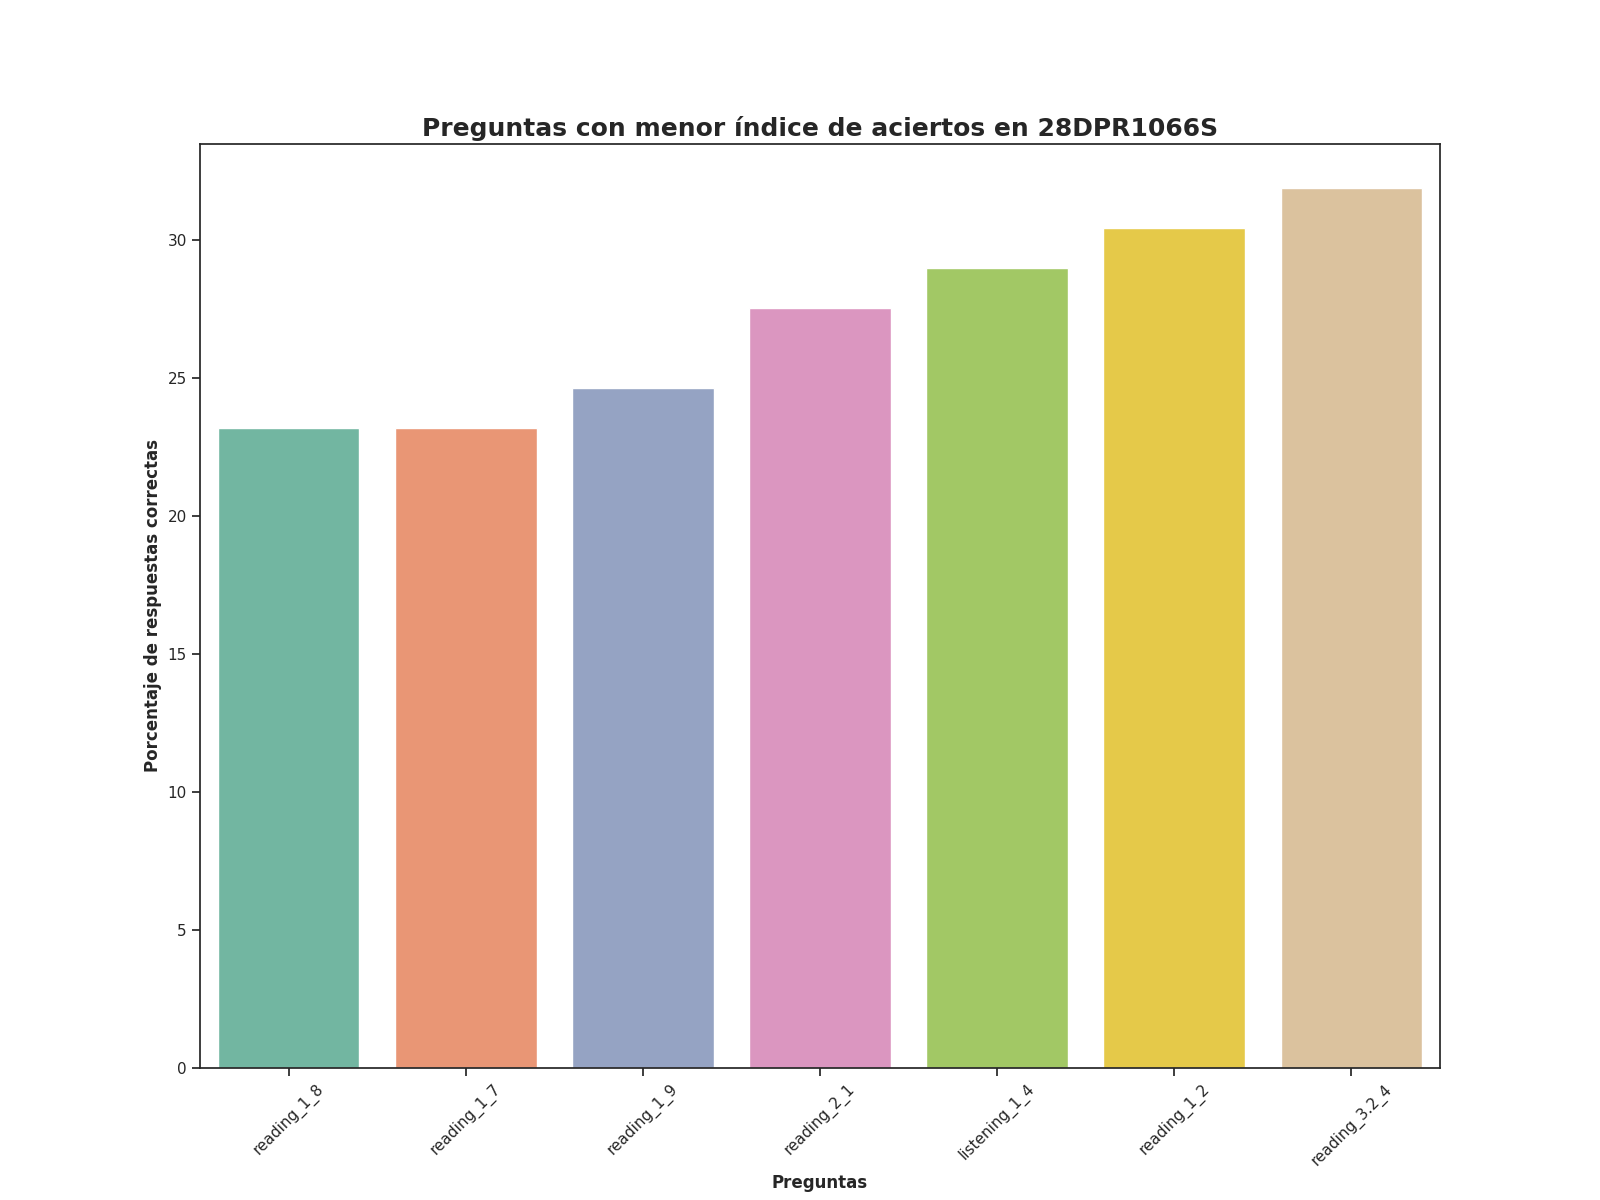 Preguntas con menor índice de aciertos en 28DPR1066S
Porcentaje de respuestas correctas
30
25
20
15
10
5
0
reading_1_8
reading_1_7
reading_1_9
reading_2_1
listening_1_4
reading_1_2
reading_3.2_4
Preguntas